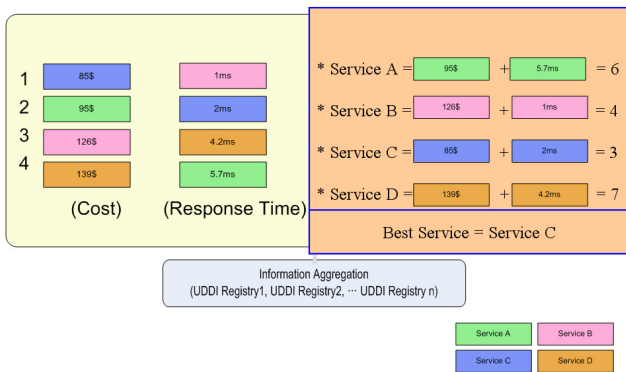 1 85$ 1ms
2 95$ 2ms
3 126$ 4.2ms
4 139$ 5.7ms
(Cost) (Response Time)
* Service A = 95$ + 5.7ms = 6
* Service B = 126$ + 1ms = 4
* Service C = 85$ + 2ms = 3
* Service D = 139$ + 4.2ms = 7
Best Service = Service C
Information Aggregation
(UDDI Registry1, UDDI Registry2, ··· UDDI Registry n)
Service A Service B
Service C Service D